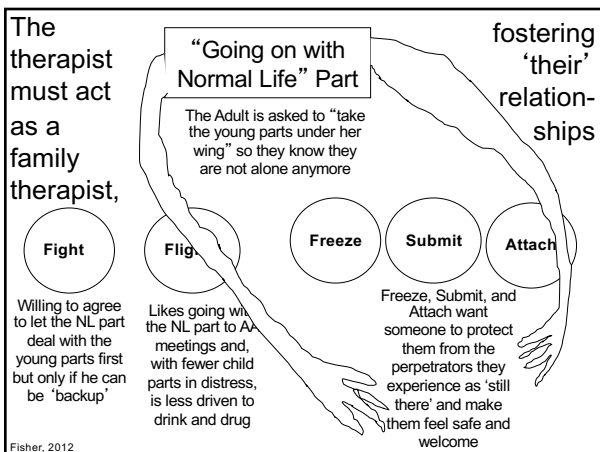 The
therapist
must act
as a
family
therapist,
“Going on with
Normal Life” Part
The Adult is asked to “take
the young parts under her
wing” so they know they
are not alone anymore
fostering
‘their’
relation-
ships
Fight
Willing to agree
to let the NL part
deal with the
young parts first
but only if he can
be ‘backup’
Flight
Likes going with
the NL part to AA
meetings and,
with fewer child
parts in distress,
is less driven to
drink and drug
Freeze
Submit
Attach
Freeze, Submit, and
Attach want
someone to protect
them from the
perpetrators they
experience as ‘still
there’ and make
them feel safe and
welcome
Fisher, 2012